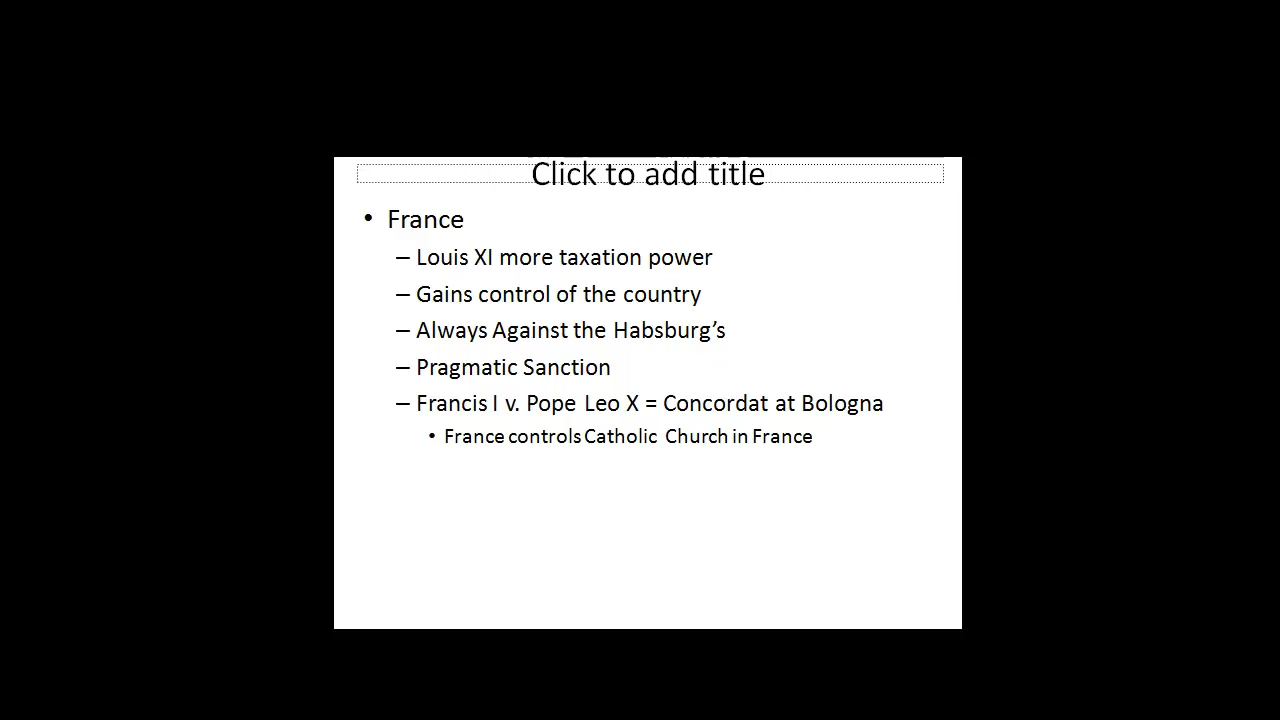 Click to add title
• France
– Louis XI more taxation power
– Gains control of the country
– Always Against the Habsburg’s
– Pragmatic Sanction
– Francis I v. Pope Leo X = Concordat at Bologna
• France controls Catholic Church in France